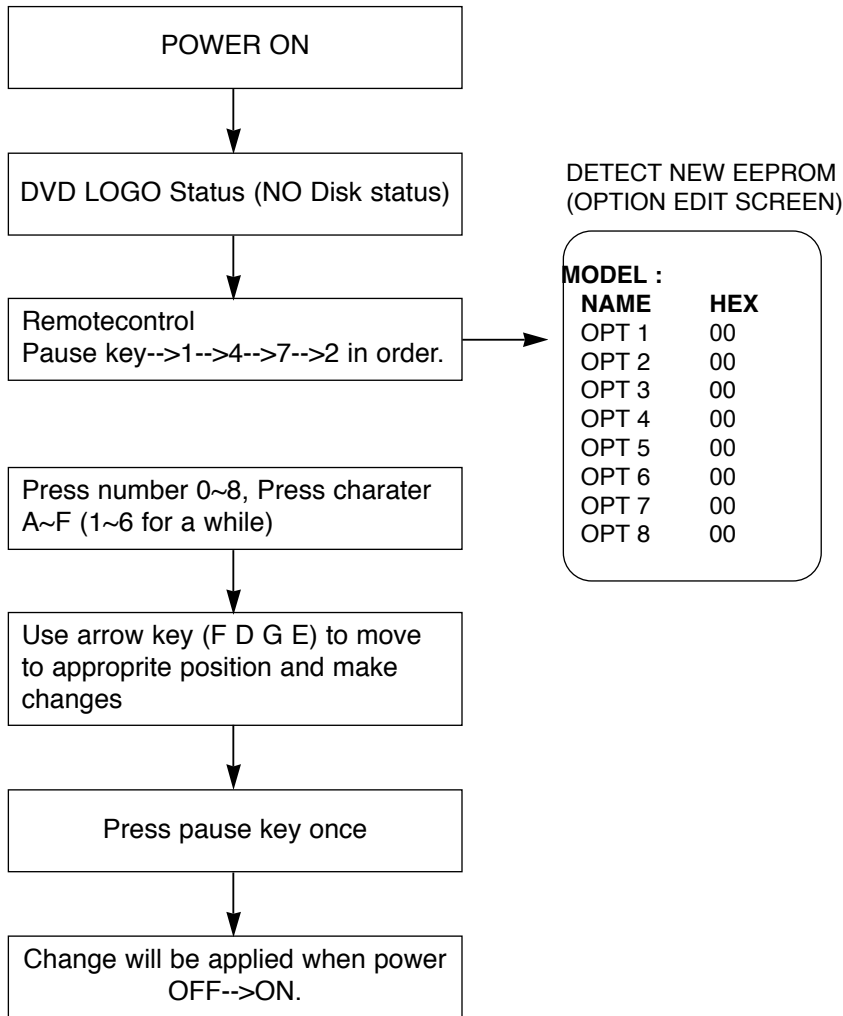 POWER ON
DVD LOGO Status (NO Disk status)
Remotecontrol
Pause key-->1-->4-->7-->2 in order.
DETECT NEW EEPROM
(OPTION EDIT SCREEN)
MODEL :
NAME HEX
OPT 1 00
OPT 2 00
OPT 3 00
OPT 4 00
OPT 5 00
OPT 6 00
OPT 7 00
OPT 8 00
Press number 0~8, Press charater
A~F (1~6 for a while)
Use arrow key (F D G E) to move
to approprite position and make
changes
Press pause key once
Change will be applied when power
OFF-->ON.